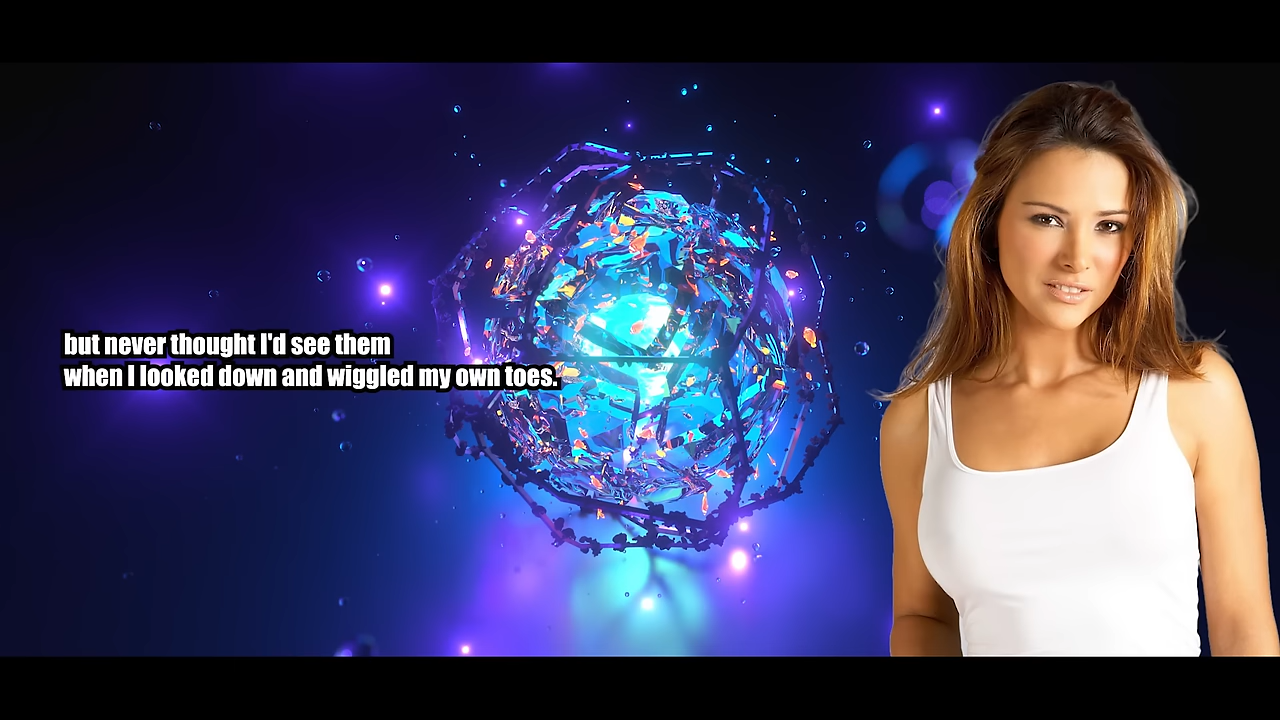 but never thought I'd see them
when I looked down and wiggled my own toes.